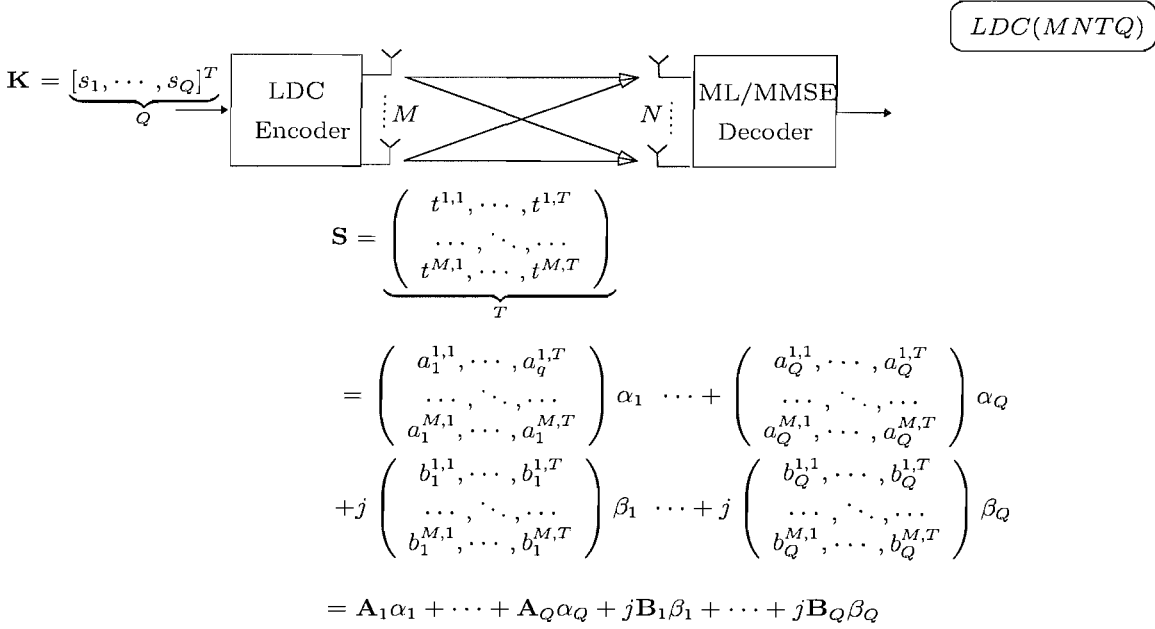 LDC(MNTQ)
K = [s_1, ⋯ , s_Q]^T
Q
LDC
Encoder
M
N
ML/MMSE
Decoder
S = ( t^{1,1}, ⋯ , t^{1,T}
… , ⋱ , …
t^{M,1}, ⋯ , t^{M,T} )
T
= ( a_1^{1,1}, ⋯ , a_q^{1,T} … , ⋱ , … a_1^{M,1}, ⋯ , a_1^{M,T} ) α_1 ⋯ + ( a_Q^{1,1}, ⋯ , a_Q^{1,T} … , ⋱ , … a_Q^{M,1}, ⋯ , a_Q^{M,T} ) α_Q
+j ( b_1^{1,1}, ⋯ , b_1^{1,T} … , ⋱ , … b_1^{M,1}, ⋯ , b_1^{M,T} ) β_1 ⋯ + j ( b_Q^{1,1}, ⋯ , b_Q^{1,T} … , ⋱ , … b_Q^{M,1}, ⋯ , b_Q^{M,T} ) β_Q
= A_1α_1 + ⋯ + A_Qα_Q + jB_1β_1 + ⋯ + jB_Qβ_Q